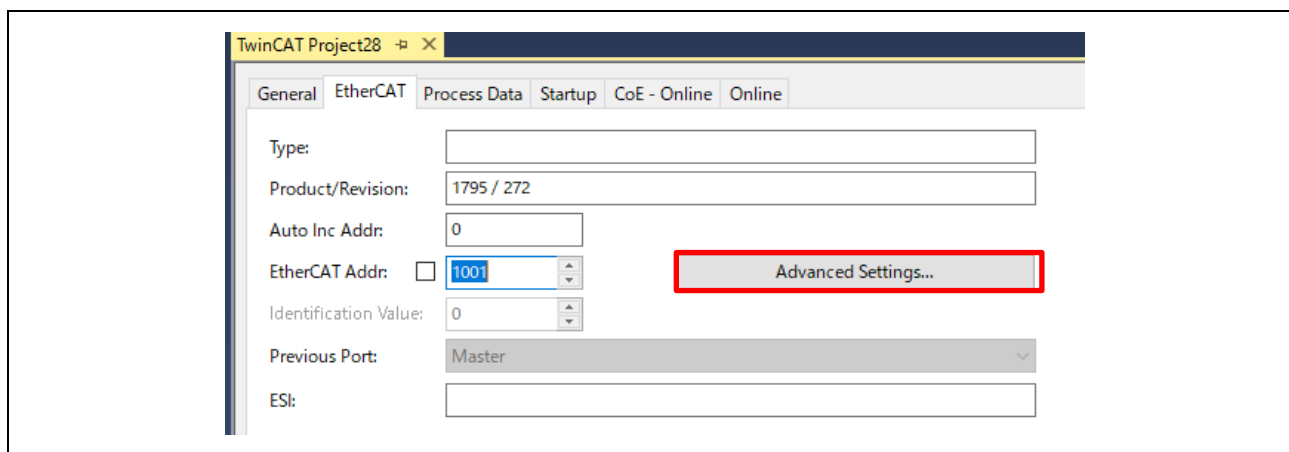 TwinCAT Project28
General EtherCAT Process Data Startup CoE - Online Online
Type:
Product/Revision: 1795 / 272
Auto Inc Addr: 0
EtherCAT Addr: 1001 Advanced Settings...
Identification Value: 0
Previous Port: Master
ESI: